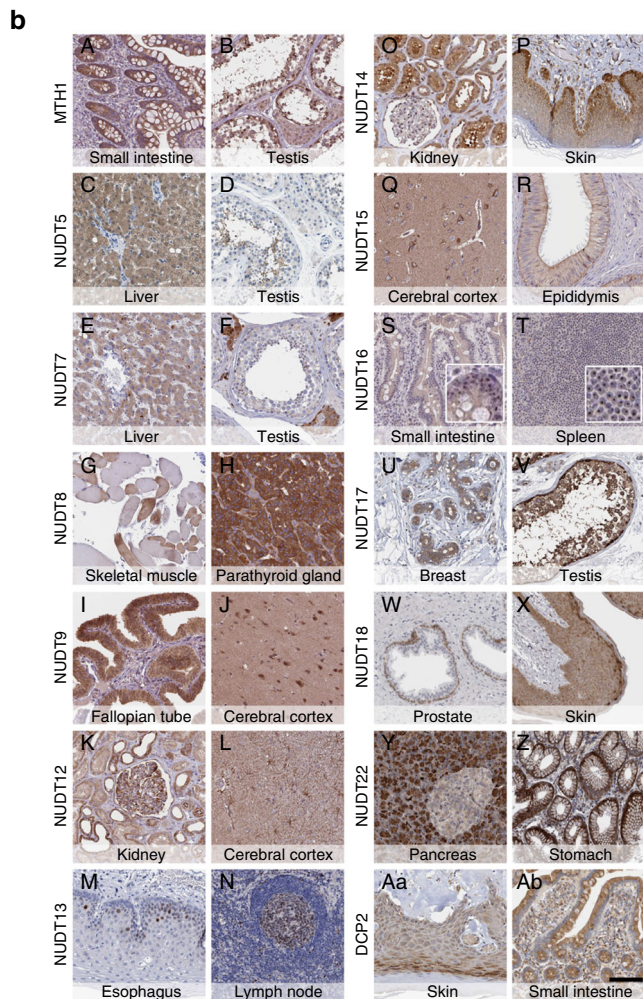 b
MTH1
A
Small intestine
B
Testis
NUDT5
C
Liver
D
Testis
NUDT7
E
Liver
F
Testis
NUDT8
G
Skeletal muscle
H
Parathyroid gland
NUDT9
I
Fallopian tube
J
Cerebral cortex
NUDT12
K
Kidney
L
Cerebral cortex
NUDT13
M
Esophagus
N
Lymph node
NUDT14
O
Kidney
P
Skin
NUDT15
Q
Cerebral cortex
R
Epididymis
NUDT16
S
Small intestine
T
Spleen
NUDT17
U
Breast
V
Testis
NUDT18
W
Prostate
X
Skin
NUDT22
Y
Pancreas
Z
Stomach
DCP2
Aa
Skin
Ab
Small intestine